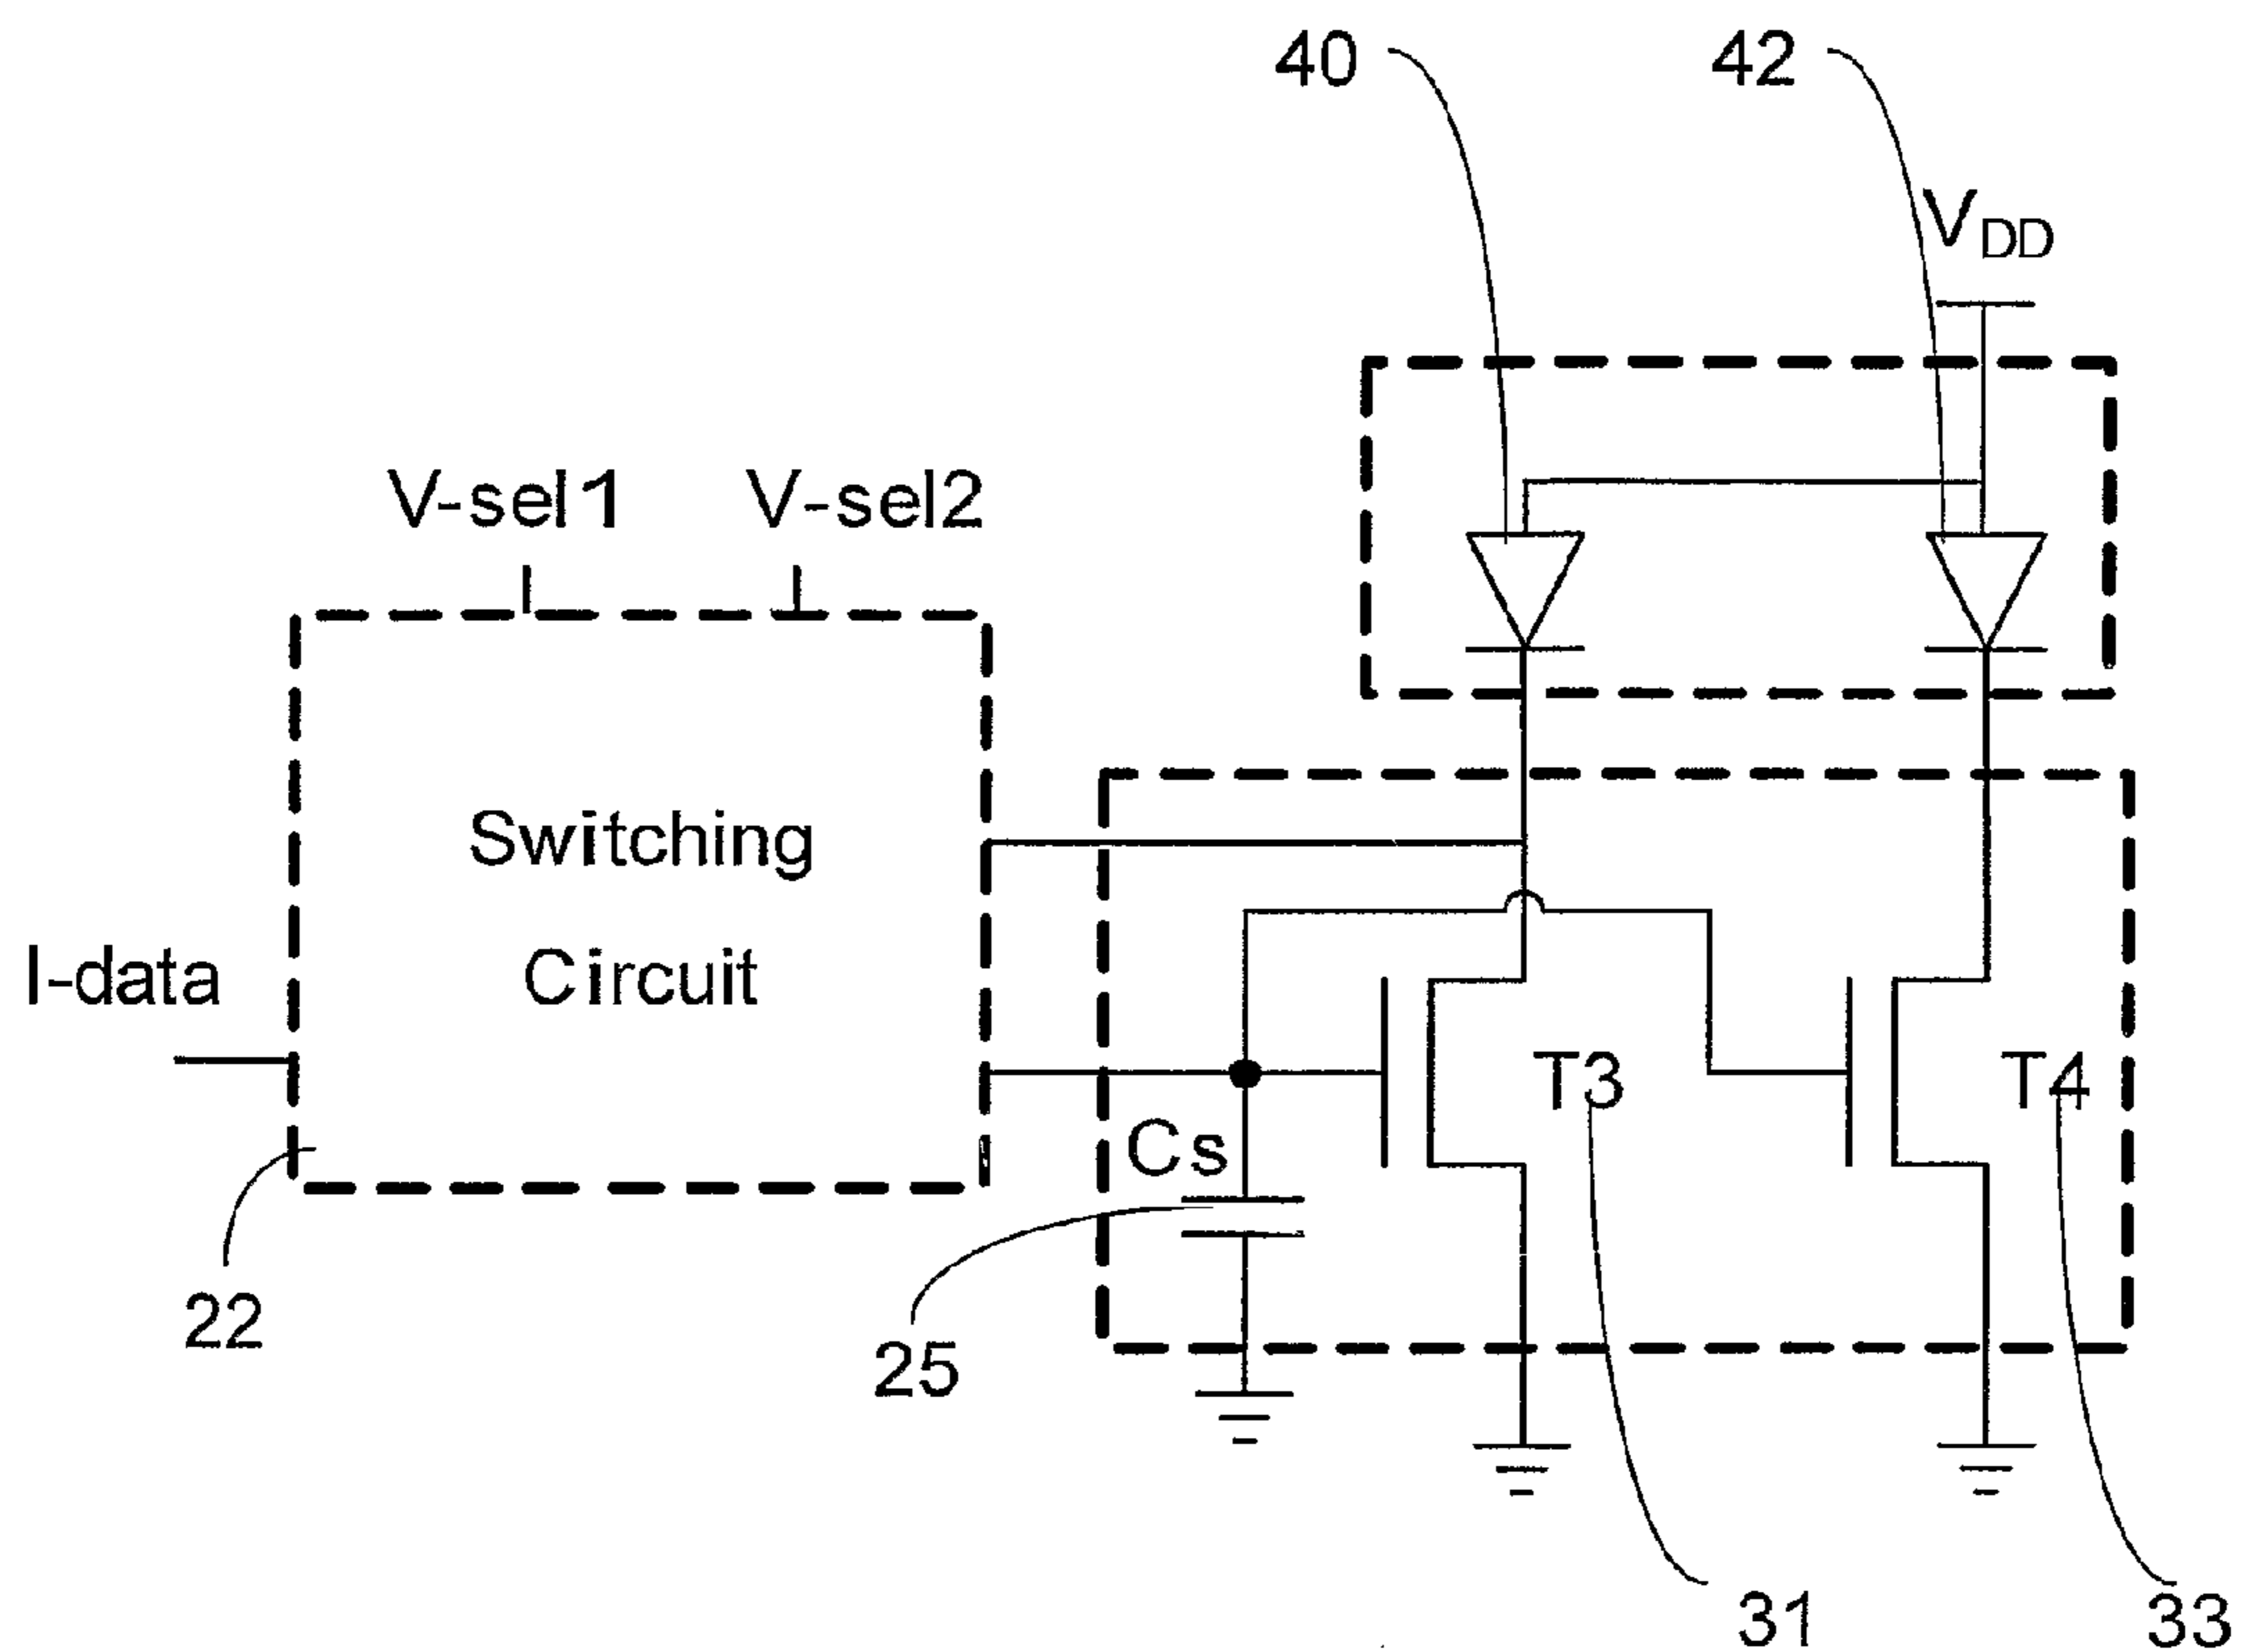 40
42
VDD
V-sel1
V-sel2
Switching
Circuit
I-data
T3
T4
Cs
22
25
31
33